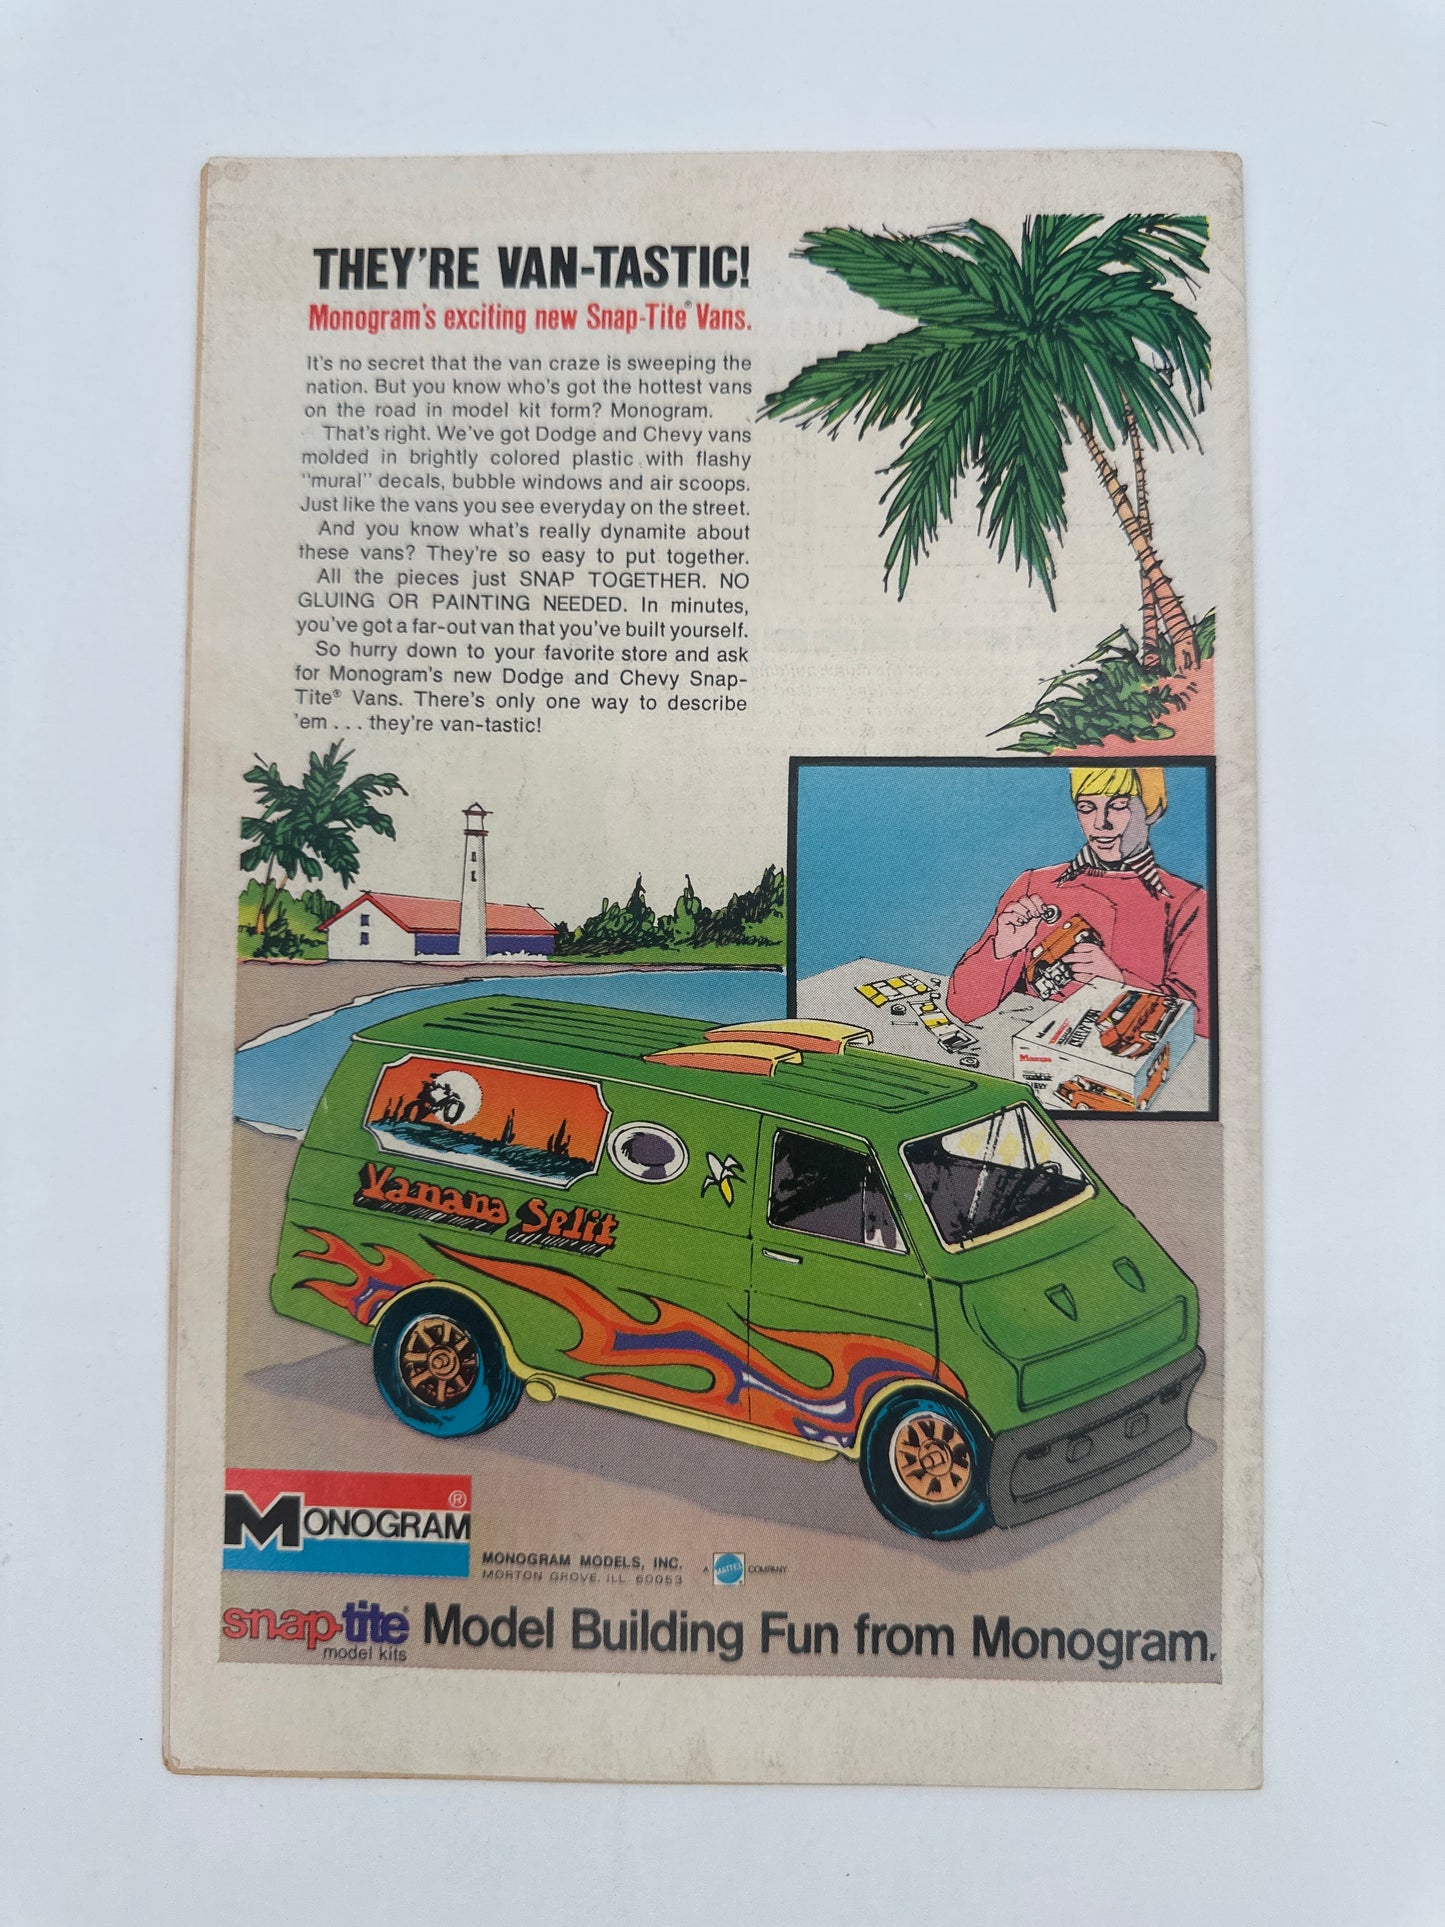 THEY'RE VAN-TASTIC!
Monogram's exciting new Snap-Tite® Vans.
It's no secret that the van craze is sweeping the
nation. But you know who's got the hottest vans
on the road in model kit form? Monogram.
That's right. We've got Dodge and Chevy vans
molded in brightly colored plastic with flashy
"mural" decals, bubble windows and air scoops.
Just like the vans you see everyday on the street.
And you know what's really dynamite about
these vans? They're so easy to put together.
All the pieces just SNAP TOGETHER. NO
GLUING OR PAINTING NEEDED. In minutes,
you've got a far-out van that you've built yourself.
So hurry down to your favorite store and ask
for Monogram's new Dodge and Chevy Snap-
Tite® Vans. There's only one way to describe
'em . . . they're van-tastic!
CHEVY VAN
Vanana Split
MONOGRAM ®
MONOGRAM MODELS, INC.
MORTON GROVE, ILL 60053
A MATTEL COMPANY
snap-tite® Model Building Fun from Monogram.
model kits